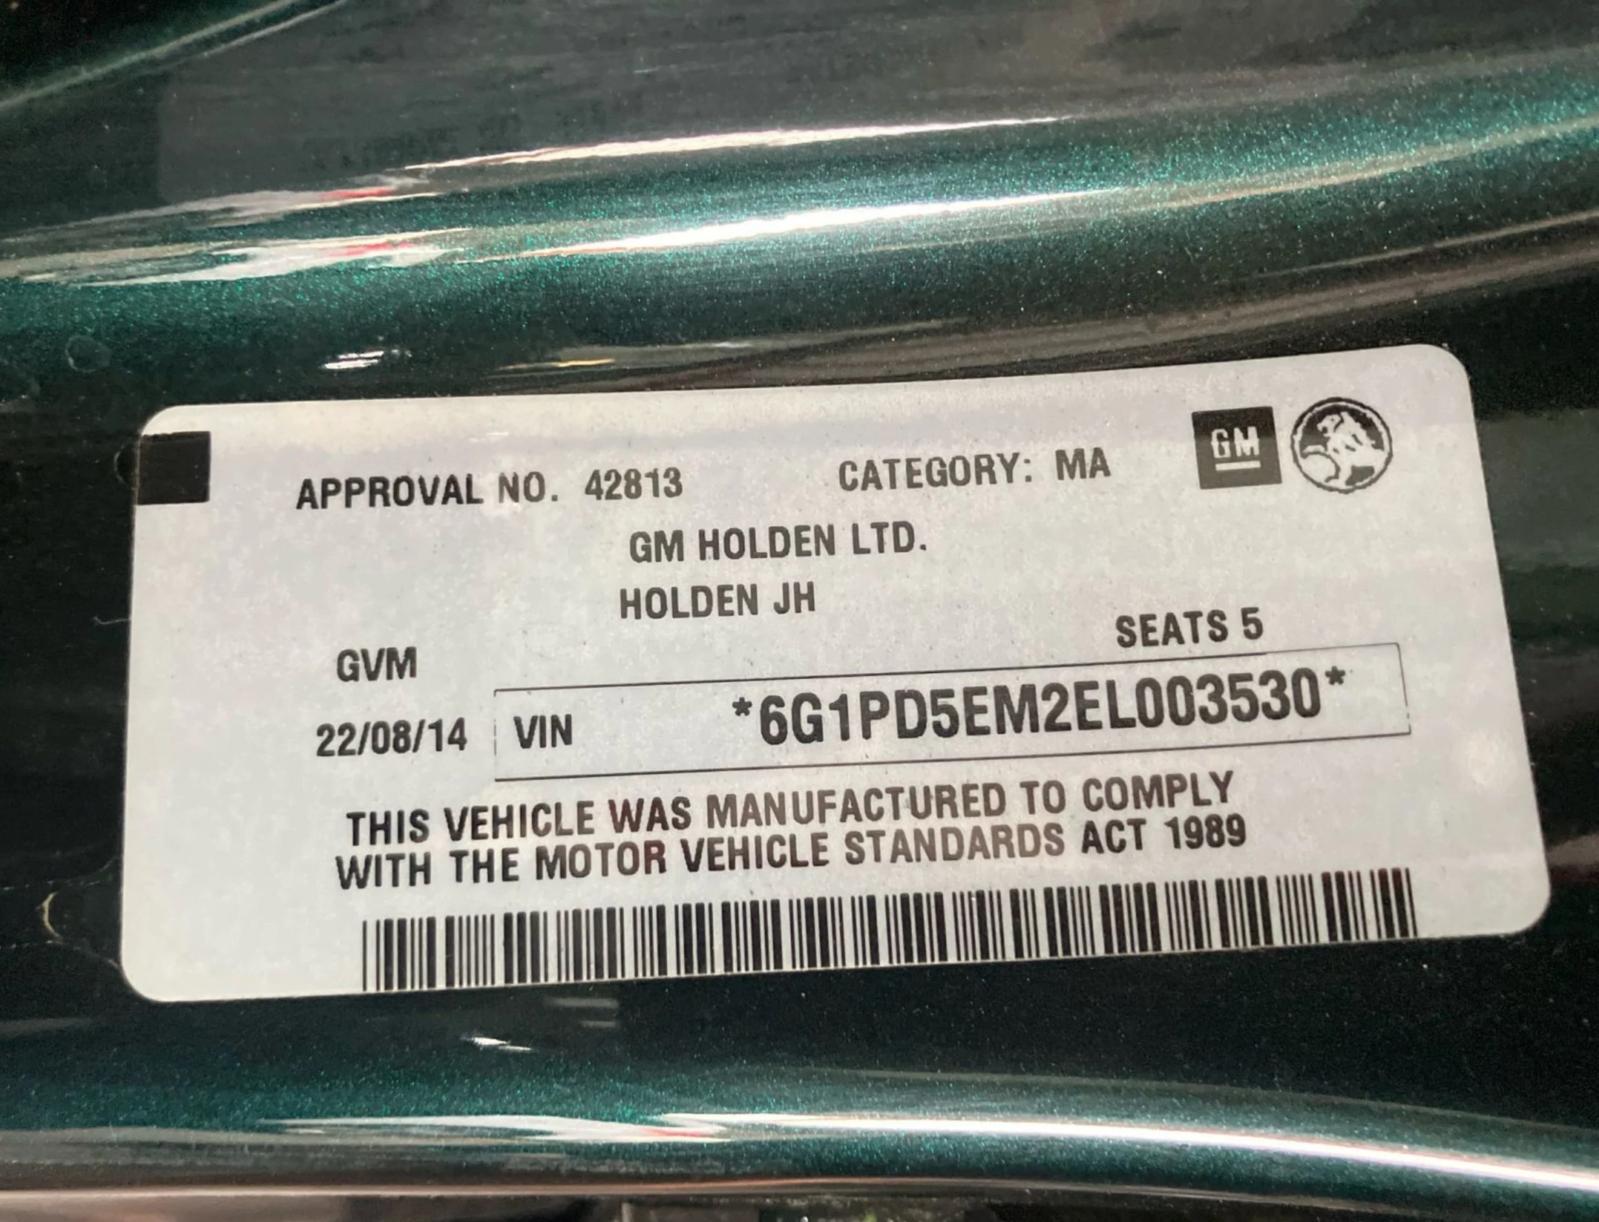 APPROVAL NO. 42813 CATEGORY: MA GM
GM HOLDEN LTD.
HOLDEN JH
GVM SEATS 5
22/08/14 VIN *6G1PD5EM2EL003530*
THIS VEHICLE WAS MANUFACTURED TO COMPLY
WITH THE MOTOR VEHICLE STANDARDS ACT 1989